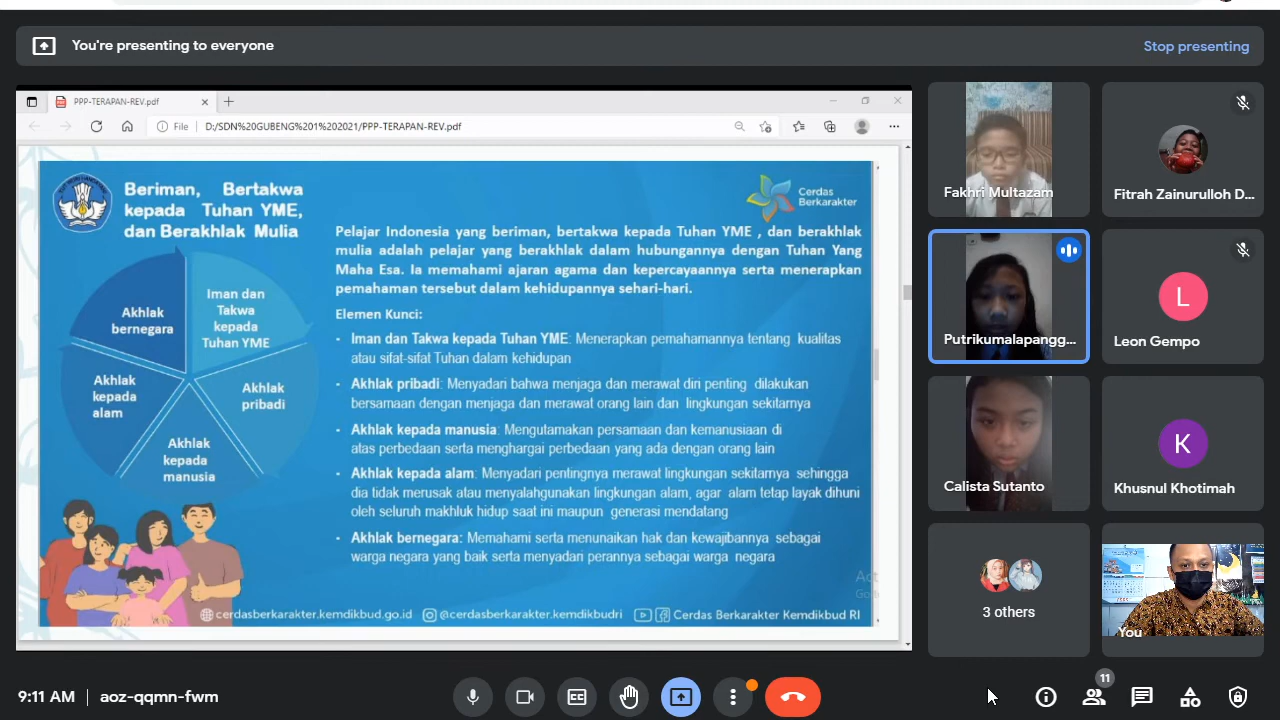 You're presenting to everyone
Stop presenting
PPP-TERAPAN-REV.pdf
File
D:/SDN%20GUBENG%201%202021/PPP-TERAPAN-REV.pdf
Beriman, Bertakwa
kepada Tuhan YME,
dan Berakhlak Mulia
Cerdas
Berkarakter
Pelajar Indonesia yang beriman, bertakwa kepada Tuhan YME , dan berakhlak
mulia adalah pelajar yang berakhlak dalam hubungannya dengan Tuhan Yang
Maha Esa. Ia memahami ajaran agama dan kepercayaannya serta menerapkan
pemahaman tersebut dalam kehidupannya sehari-hari.
Elemen Kunci:
- Iman dan Takwa kepada Tuhan YME: Menerapkan pemahamannya tentang kualitas
atau sifat-sifat Tuhan dalam kehidupan
- Akhlak pribadi: Menyadari bahwa menjaga dan merawat diri penting dilakukan
bersamaan dengan menjaga dan merawat orang lain dan lingkungan sekitarnya
- Akhlak kepada manusia: Mengutamakan persamaan dan kemanusiaan di
atas perbedaan serta menghargai perbedaan yang ada dengan orang lain
- Akhlak kepada alam: Menyadari pentingnya merawat lingkungan sekitarnya sehingga
dia tidak merusak atau menyalahgunakan lingkungan alam, agar alam tetap layak dihuni
oleh seluruh makhluk hidup saat ini maupun generasi mendatang
- Akhlak bernegara: Memahami serta menunaikan hak dan kewajibannya sebagai
warga negara yang baik serta menyadari perannya sebagai warga negara
Akhlak
bernegara
Iman dan
Takwa
kepada
Tuhan YME
Akhlak
kepada
alam
Akhlak
pribadi
Akhlak
kepada
manusia
cerdasberkarakter.kemdikbud.go.id
@cerdasberkarakter.kemdikbudri
Cerdas Berkarakter Kemdikbud RI
Fakhri Multazam
Fitrah Zainurulloh D...
Putrikumalapangg...
L
Leon Gempo
Calista Sutanto
K
Khusnul Khotimah
3 others
You
9:11 AM
aoz-qqmn-fwm
CC
11